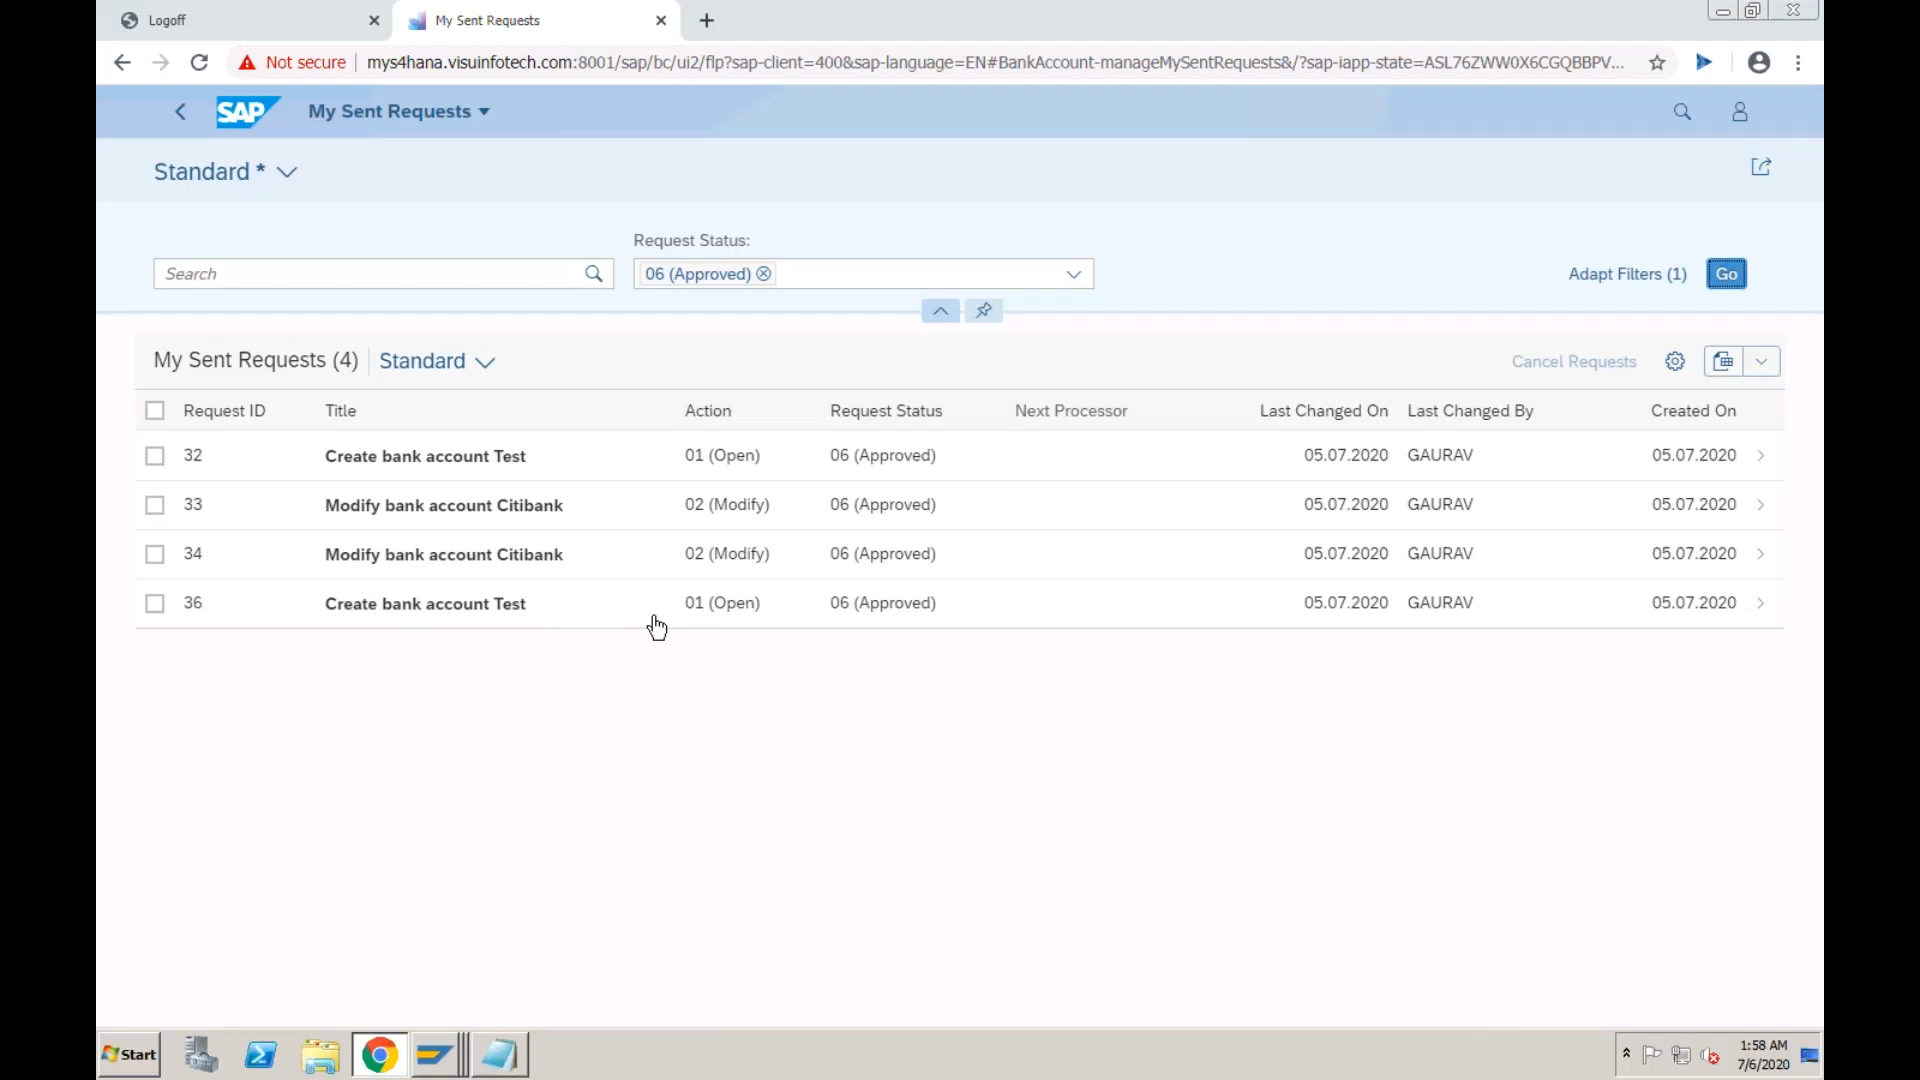 Logoff
My Sent Requests
Not secure
mys4hana.visuinfotech.com:8001/sap/bc/ui2/flp?sap-client=400&sap-language=EN#BankAccount-manageMySentRequests&/?sap-iapp-state=ASL76ZWW0X6CGQBBPV...
SAP
My Sent Requests
Standard *
Request Status:
Search
06 (Approved)
Adapt Filters (1)
Go
My Sent Requests (4)
Standard
Cancel Requests
Request ID Title Action Request Status Next Processor Last Changed On Last Changed By Created On
32 Create bank account Test 01 (Open) 06 (Approved) 05.07.2020 GAURAV 05.07.2020
33 Modify bank account Citibank 02 (Modify) 06 (Approved) 05.07.2020 GAURAV 05.07.2020
34 Modify bank account Citibank 02 (Modify) 06 (Approved) 05.07.2020 GAURAV 05.07.2020
36 Create bank account Test 01 (Open) 06 (Approved) 05.07.2020 GAURAV 05.07.2020
Start
1:58 AM
7/6/2020